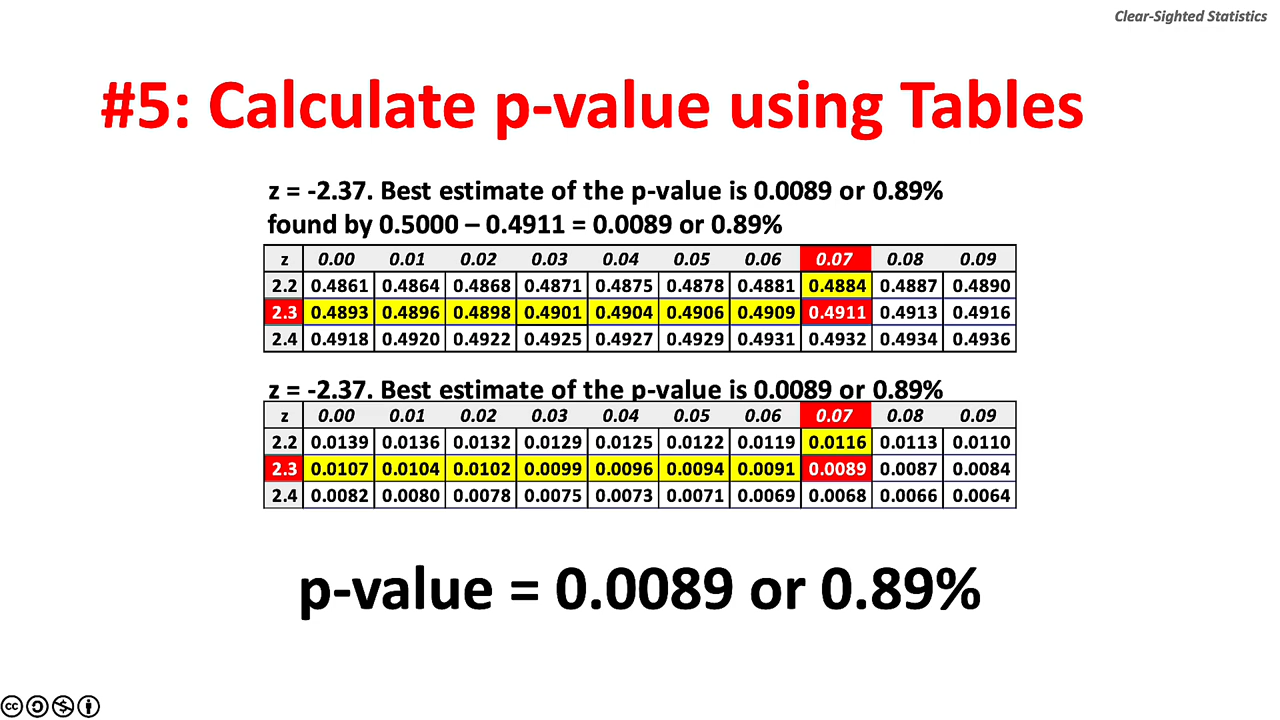 Clear-Sighted Statistics
#5: Calculate p-value using Tables
z = -2.37. Best estimate of the p-value is 0.0089 or 0.89%
found by 0.5000 – 0.4911 = 0.0089 or 0.89%
z 0.00 0.01 0.02 0.03 0.04 0.05 0.06 0.07 0.08 0.09
2.2 0.4861 0.4864 0.4868 0.4871 0.4875 0.4878 0.4881 0.4884 0.4887 0.4890
2.3 0.4893 0.4896 0.4898 0.4901 0.4904 0.4906 0.4909 0.4911 0.4913 0.4916
2.4 0.4918 0.4920 0.4922 0.4925 0.4927 0.4929 0.4931 0.4932 0.4934 0.4936
z = -2.37. Best estimate of the p-value is 0.0089 or 0.89%
z 0.00 0.01 0.02 0.03 0.04 0.05 0.06 0.07 0.08 0.09
2.2 0.0139 0.0136 0.0132 0.0129 0.0125 0.0122 0.0119 0.0116 0.0113 0.0110
2.3 0.0107 0.0104 0.0102 0.0099 0.0096 0.0094 0.0091 0.0089 0.0087 0.0084
2.4 0.0082 0.0080 0.0078 0.0075 0.0073 0.0071 0.0069 0.0068 0.0066 0.0064
p-value = 0.0089 or 0.89%
cc